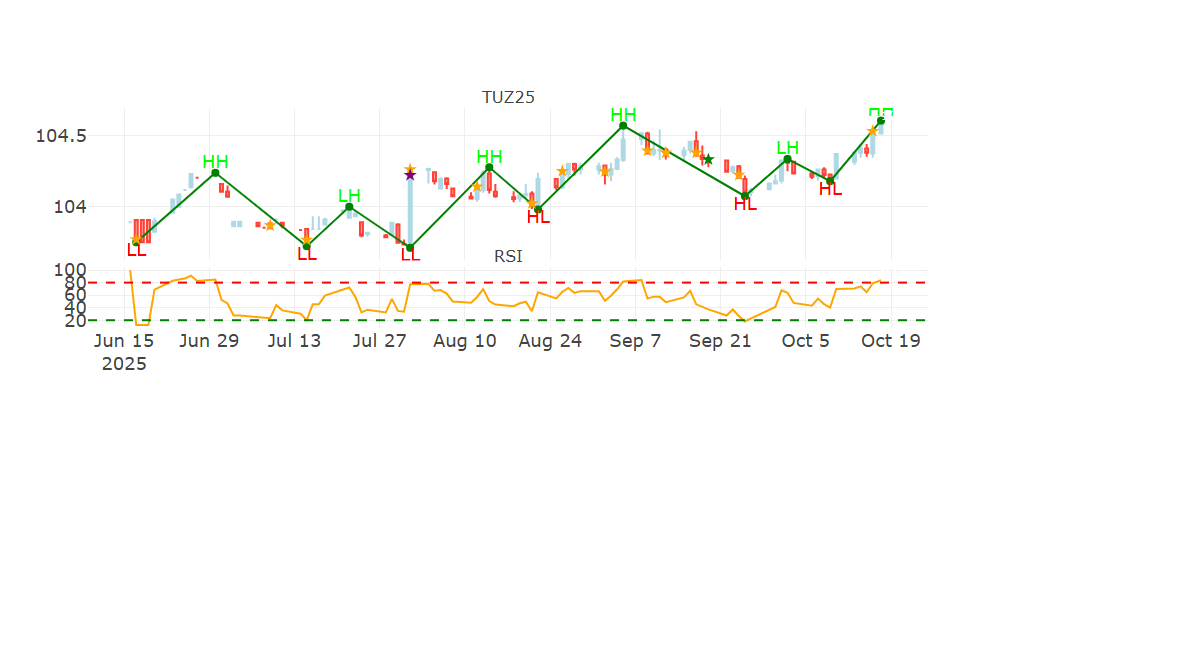 TUZ25
HH
104.5
HH
LH
HH
LH
HL
HL
104
HL
LL
LL
LL
RSI
100
80
60
40
20
Jun 15
2025
Jun 29
Jul 13
Jul 27
Aug 10
Aug 24
Sep 7
Sep 21
Oct 5
Oct 19